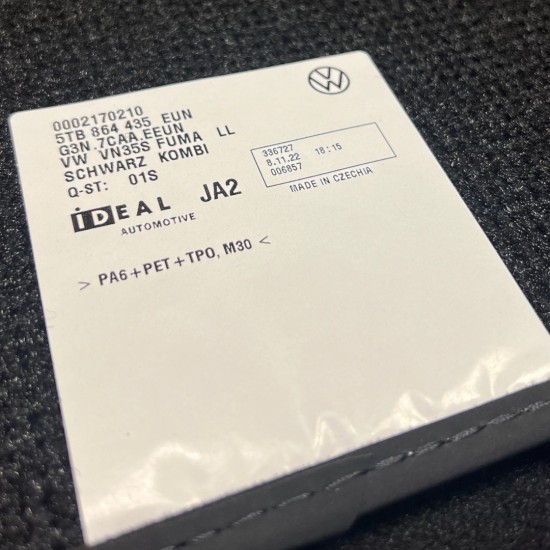 0002170210
5TB 864 435 EUN
G3N.7CAA.EEUN
VW VN35S FUMA LL
SCHWARZ KOMBI
Q-ST: 01S
iDEAL JA2
AUTOMOTIVE
336727
8.11.22 18:15
006857
MADE IN CZECHIA
> PA6+PET+TPO, M30 <
VW